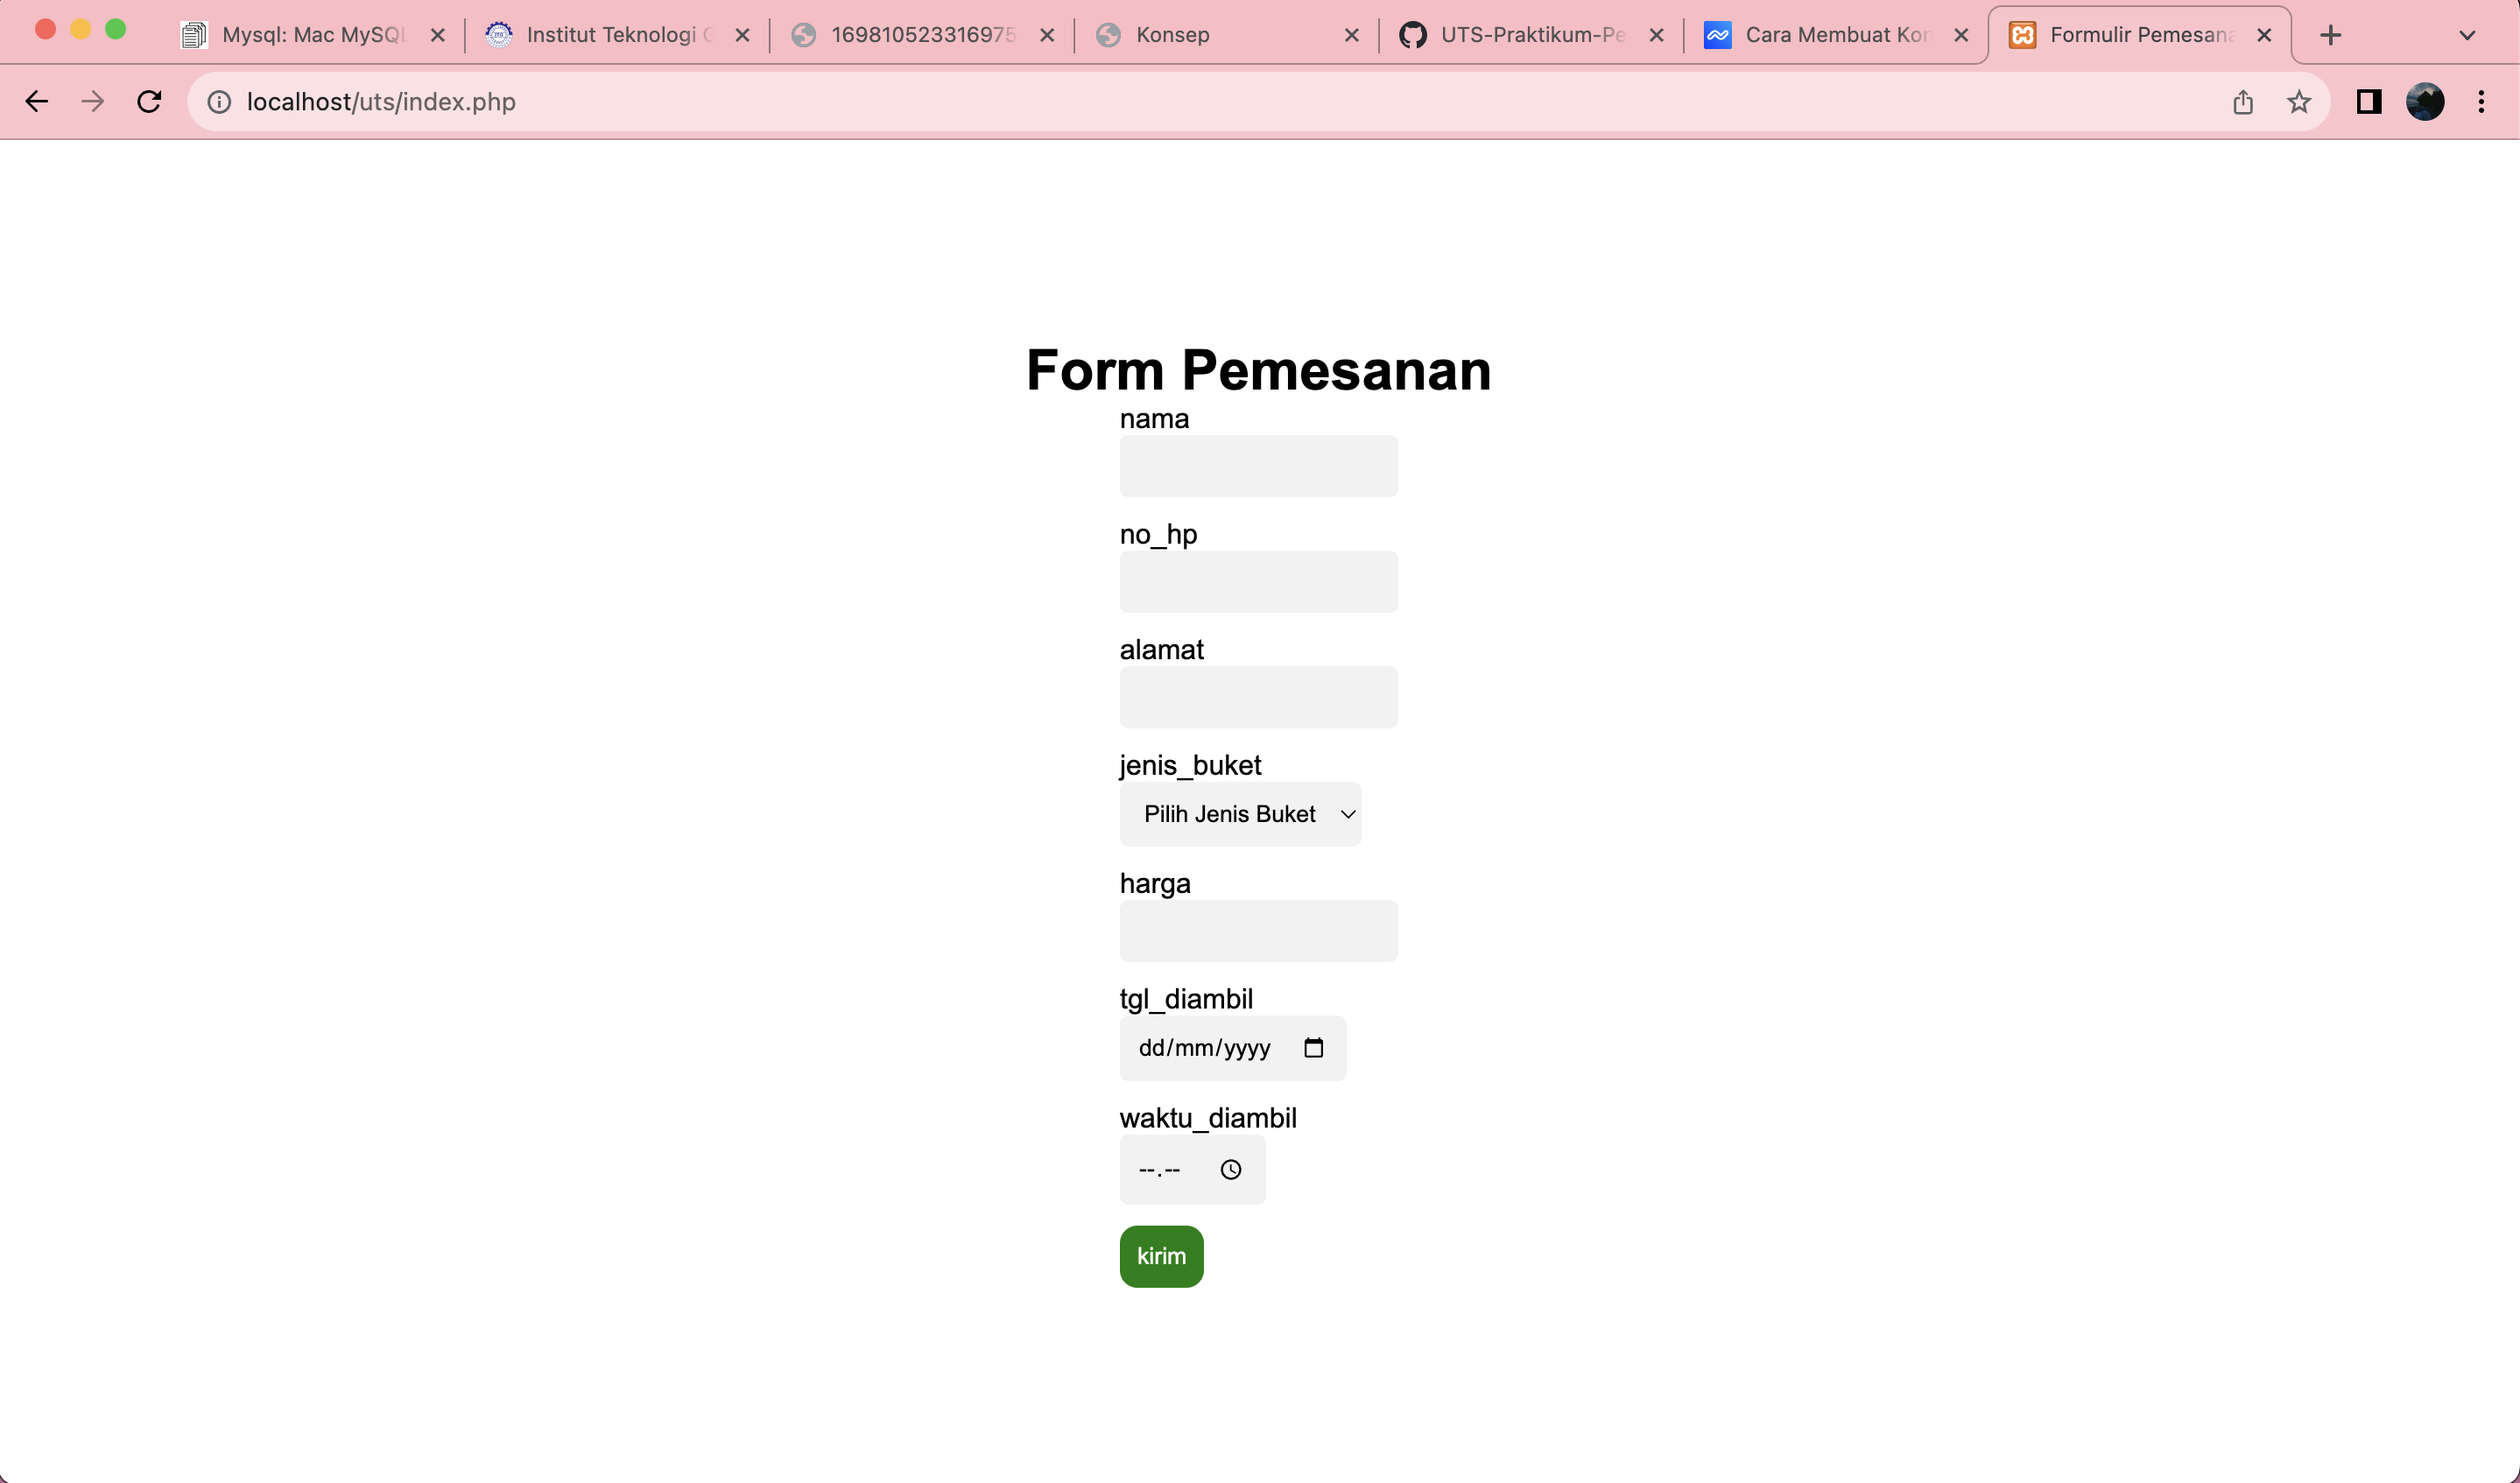 Mysql: Mac MySQL
Institut Teknologi
169810523316975
Konsep
UTS-Praktikum-Pe
Cara Membuat Kor
Formulir Pemesana
localhost/uts/index.php
Form Pemesanan
nama
no_hp
alamat
jenis_buket
Pilih Jenis Buket
harga
tgl_diambil
dd/mm/yyyy
waktu_diambil
--.--
kirim